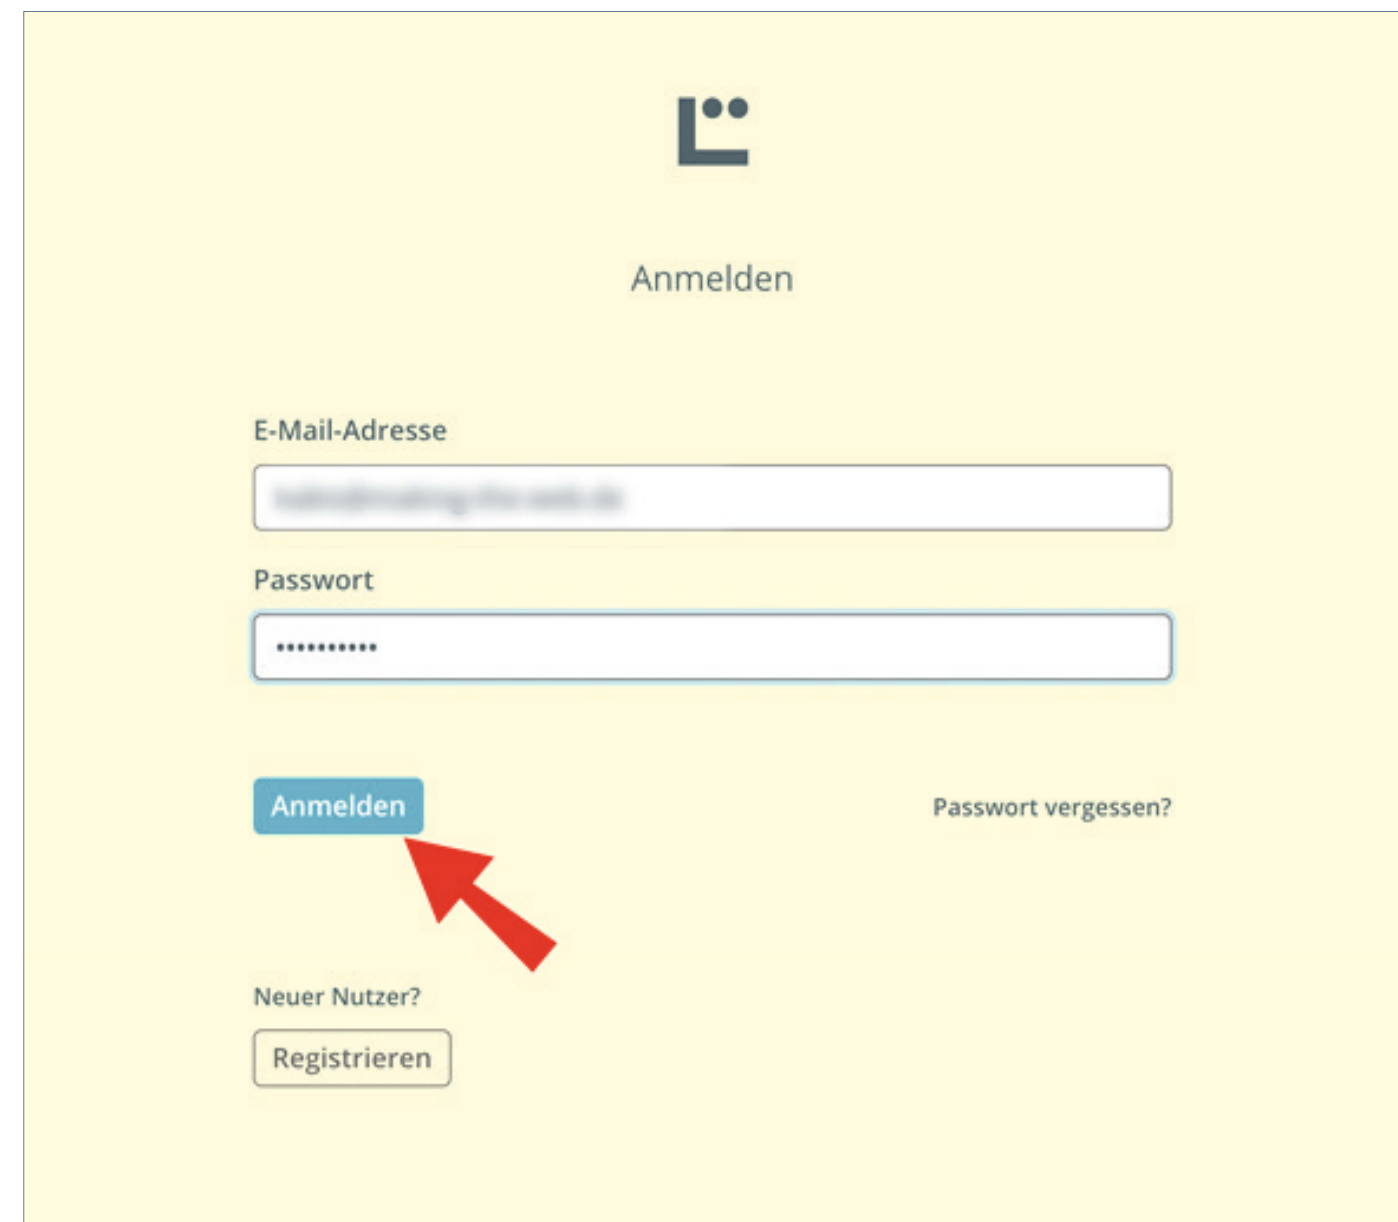 Anmelden
E-Mail-Adresse
Passwort
••••••••••
Anmelden
Passwort vergessen?
Neuer Nutzer?
Registrieren